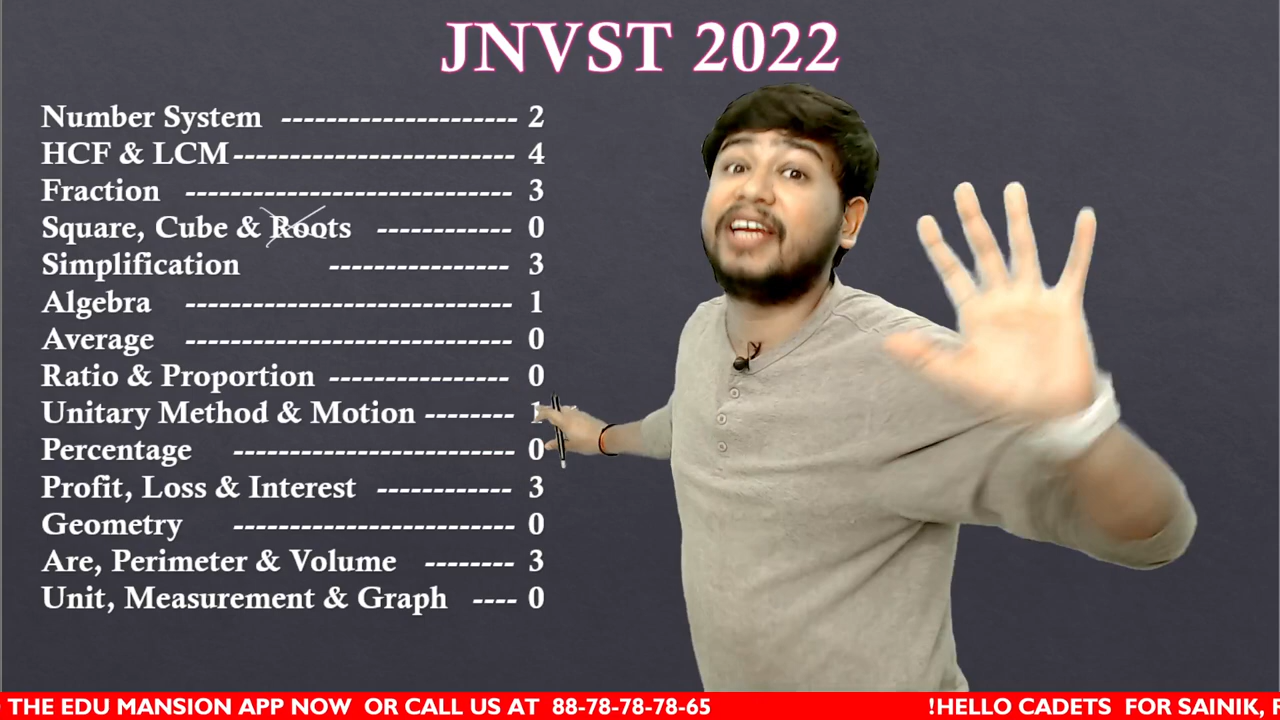 JNVST 2022
Number System --------------------- 2
HCF & LCM------------------------- 4
Fraction ----------------------------- 3
Square, Cube & Roots ------------ 0
Simplification ---------------- 3
Algebra ----------------------------- 1
Average ----------------------------- 0
Ratio & Proportion ---------------- 0
Unitary Method & Motion -------- 1
Percentage ------------------------- 0
Profit, Loss & Interest ------------ 3
Geometry ------------------------- 0
Are, Perimeter & Volume -------- 3
Unit, Measurement & Graph ---- 0
THE EDU MANSION APP NOW OR CALL US AT 88-78-78-78-65 !HELLO CADETS FOR SAINIK,